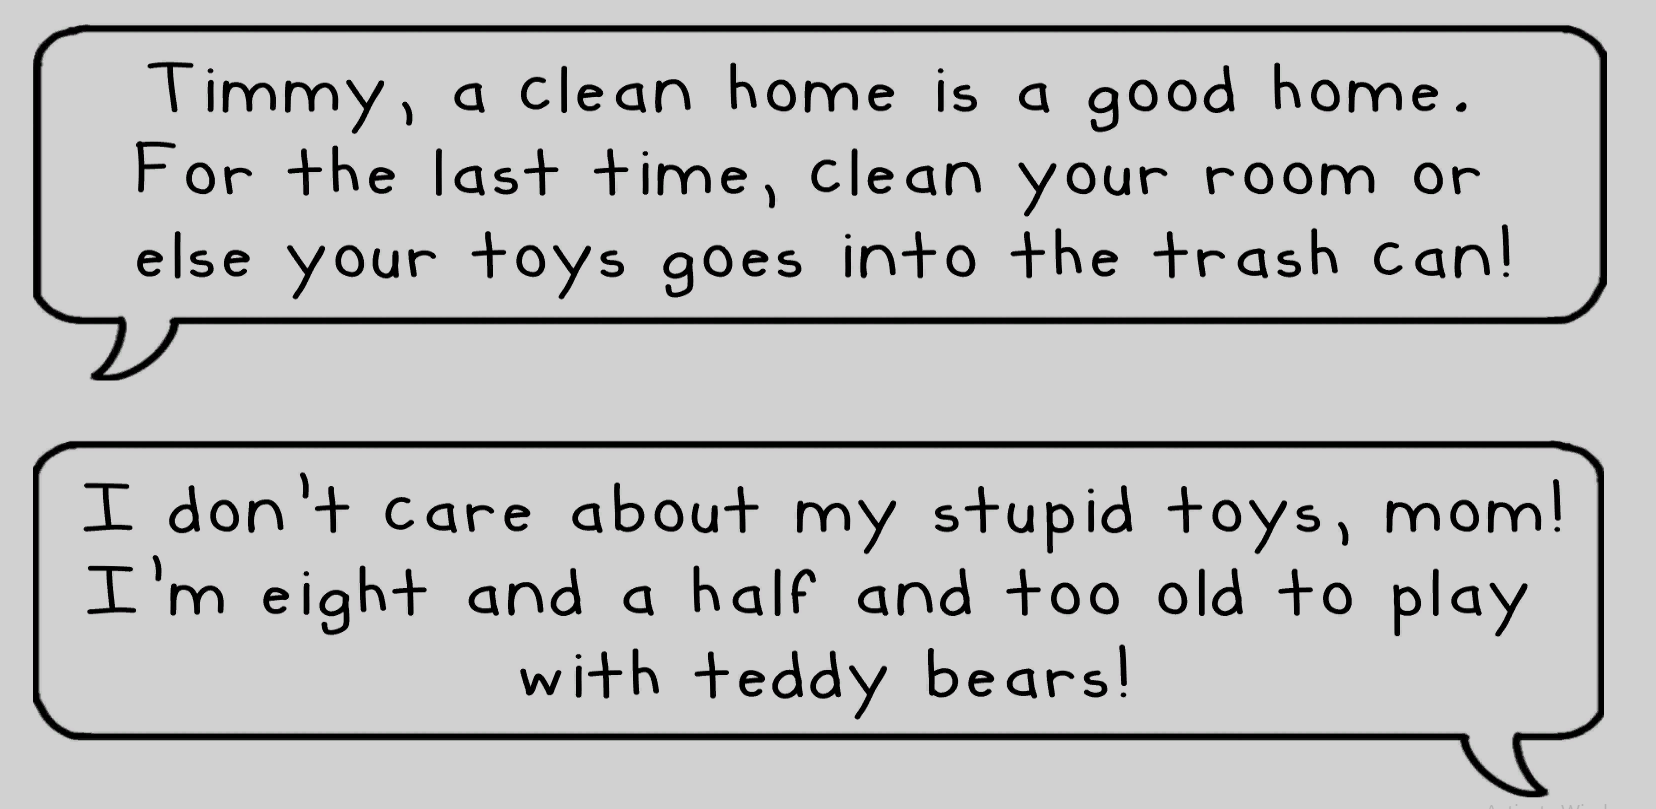 Timmy, a clean home is a good home.
For the last time, clean your room or
else your toys goes into the trash can!
I don't care about my stupid toys, mom!
I'm eight and a half and too old to play
with teddy bears!